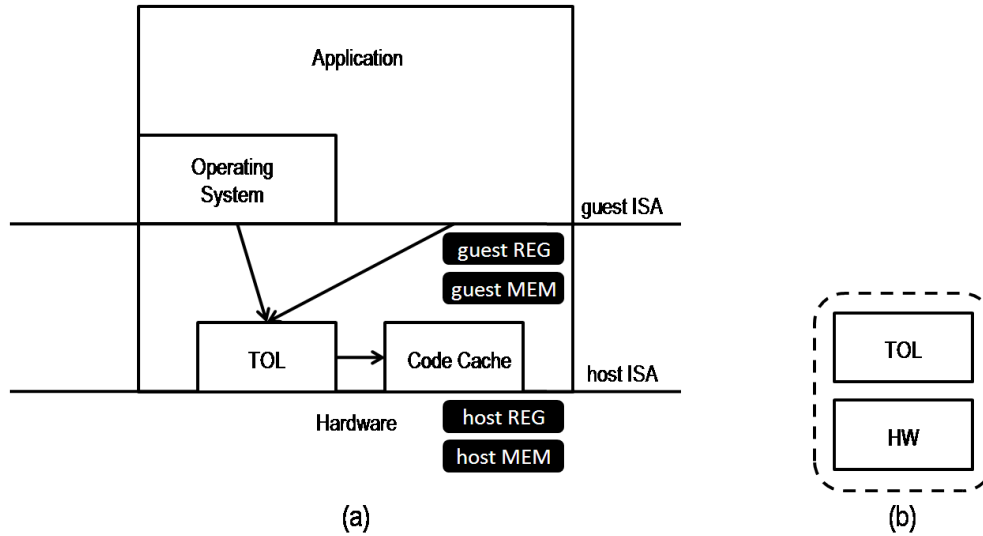 Application
Operating
System
guest ISA
guest REG
guest MEM
TOL
Code Cache
host ISA
Hardware
host REG
host MEM
(a)
TOL
HW
(b)